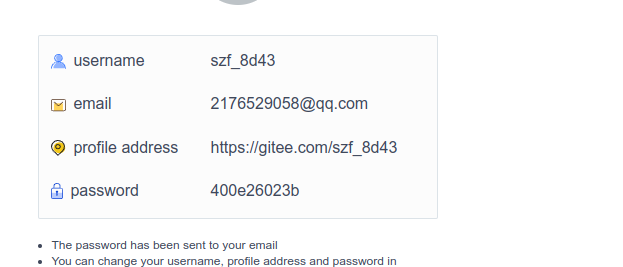 username szf_8d43
email 2176529058@qq.com
profile address https://gitee.com/szf_8d43
password 400e26023b
The password has been sent to your email
You can change your username, profile address and password in